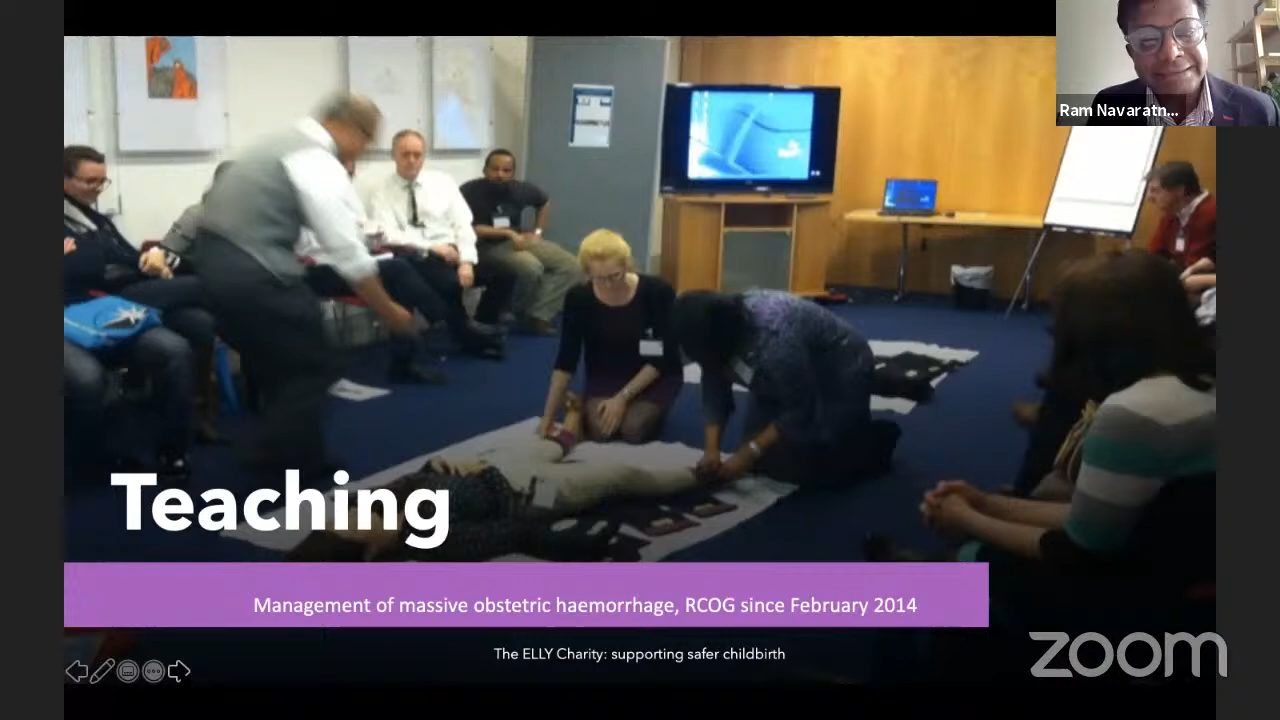 Ram Navaratn...
Teaching
Management of massive obstetric haemorrhage, RCOG since February 2014
The ELLY Charity: supporting safer childbirth
zoom